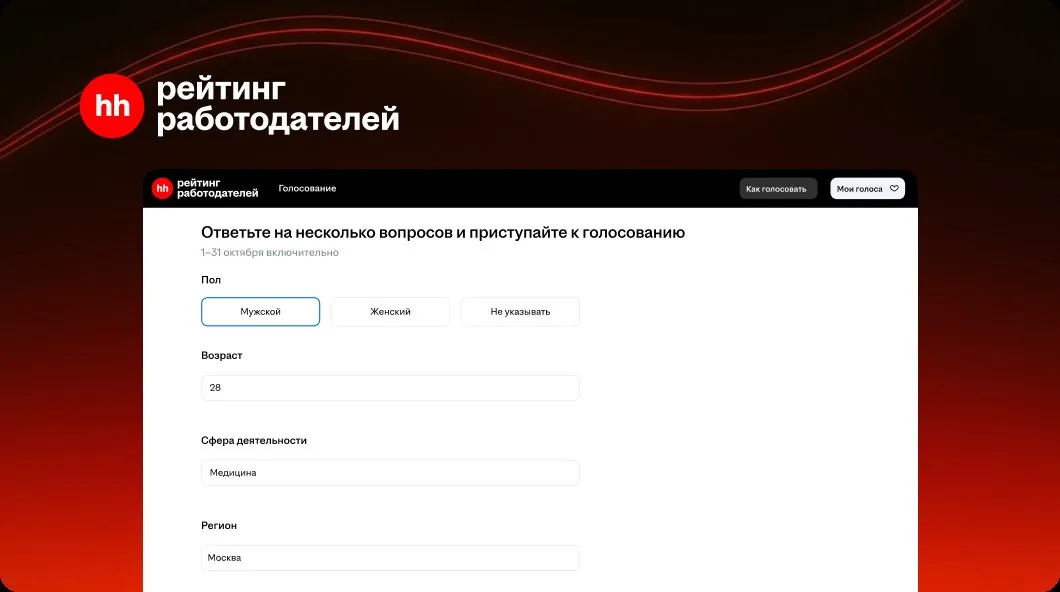 hh
рейтинг
работодателей
hh
рейтинг
работодателей
Голосование
Как голосовать
Мои голоса
Ответьте на несколько вопросов и приступайте к голосованию
1–31 октября включительно
Пол
Мужской
Женский
Не указывать
Возраст
28
Сфера деятельности
Медицина
Регион
Москва